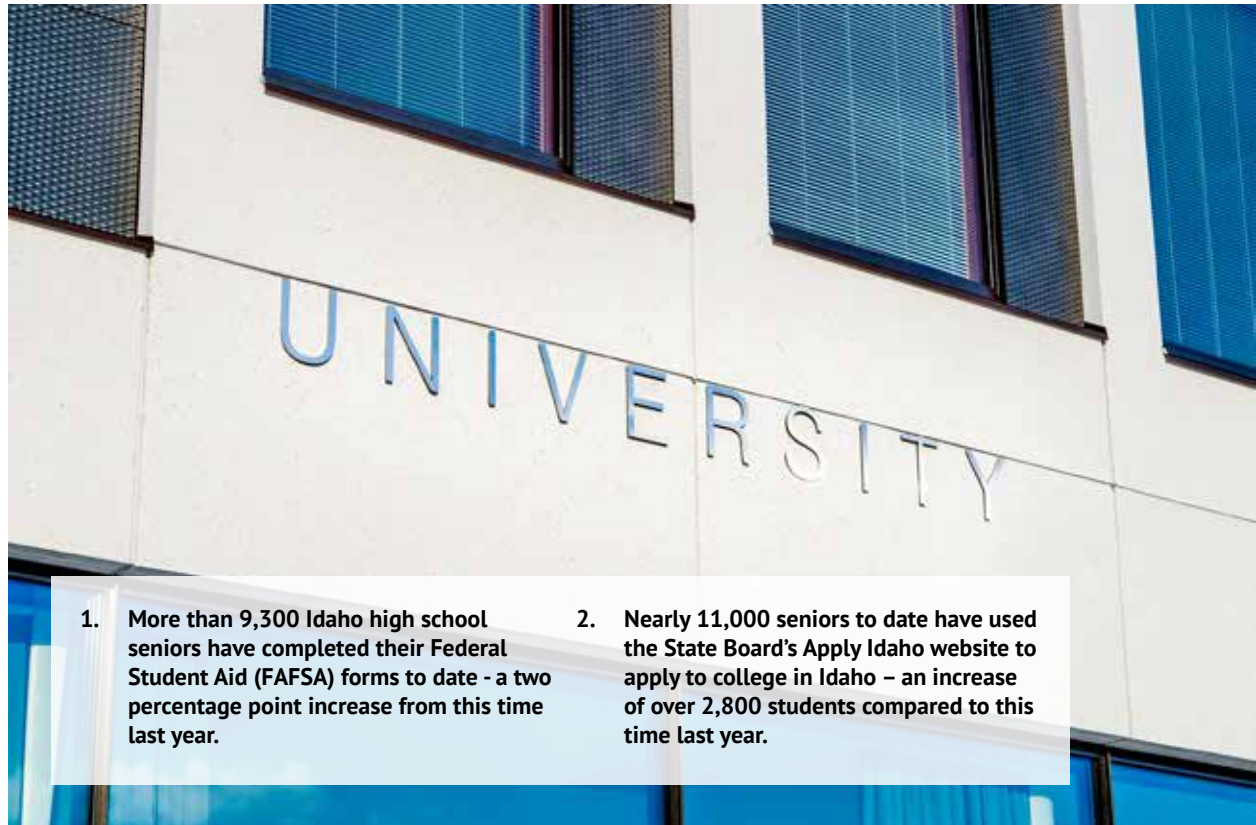 UNIVERSITY
1. More than 9,300 Idaho high school
seniors have completed their Federal
Student Aid (FAFSA) forms to date - a two
percentage point increase from this time
last year.
2. Nearly 11,000 seniors to date have used
the State Board’s Apply Idaho website to
apply to college in Idaho – an increase
of over 2,800 students compared to this
time last year.